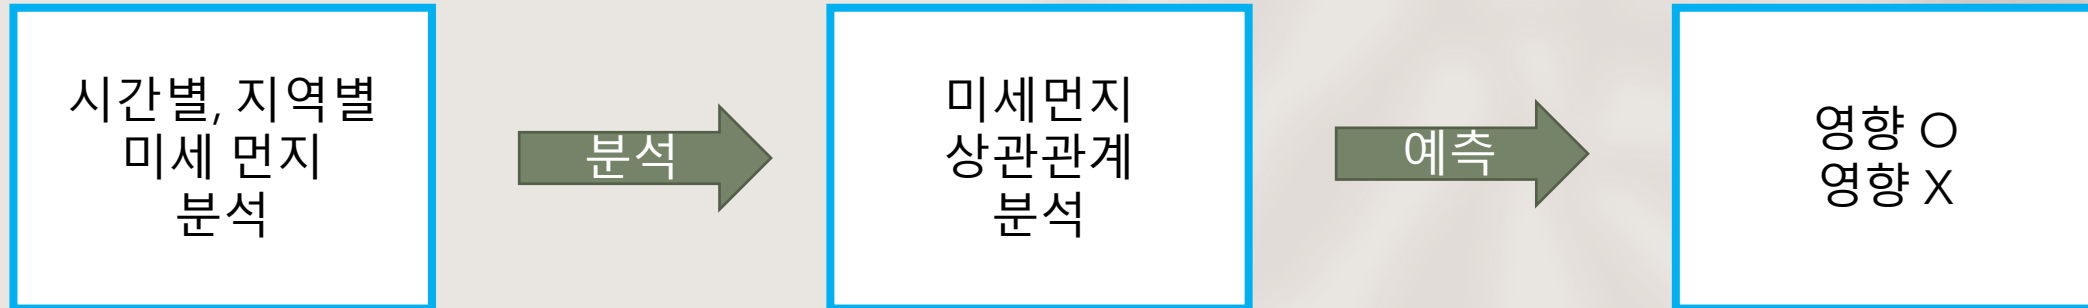 시간별, 지역별
미세 먼지
분석
분석
미세먼지
상관관계
분석
예측
영향 O
영향 X